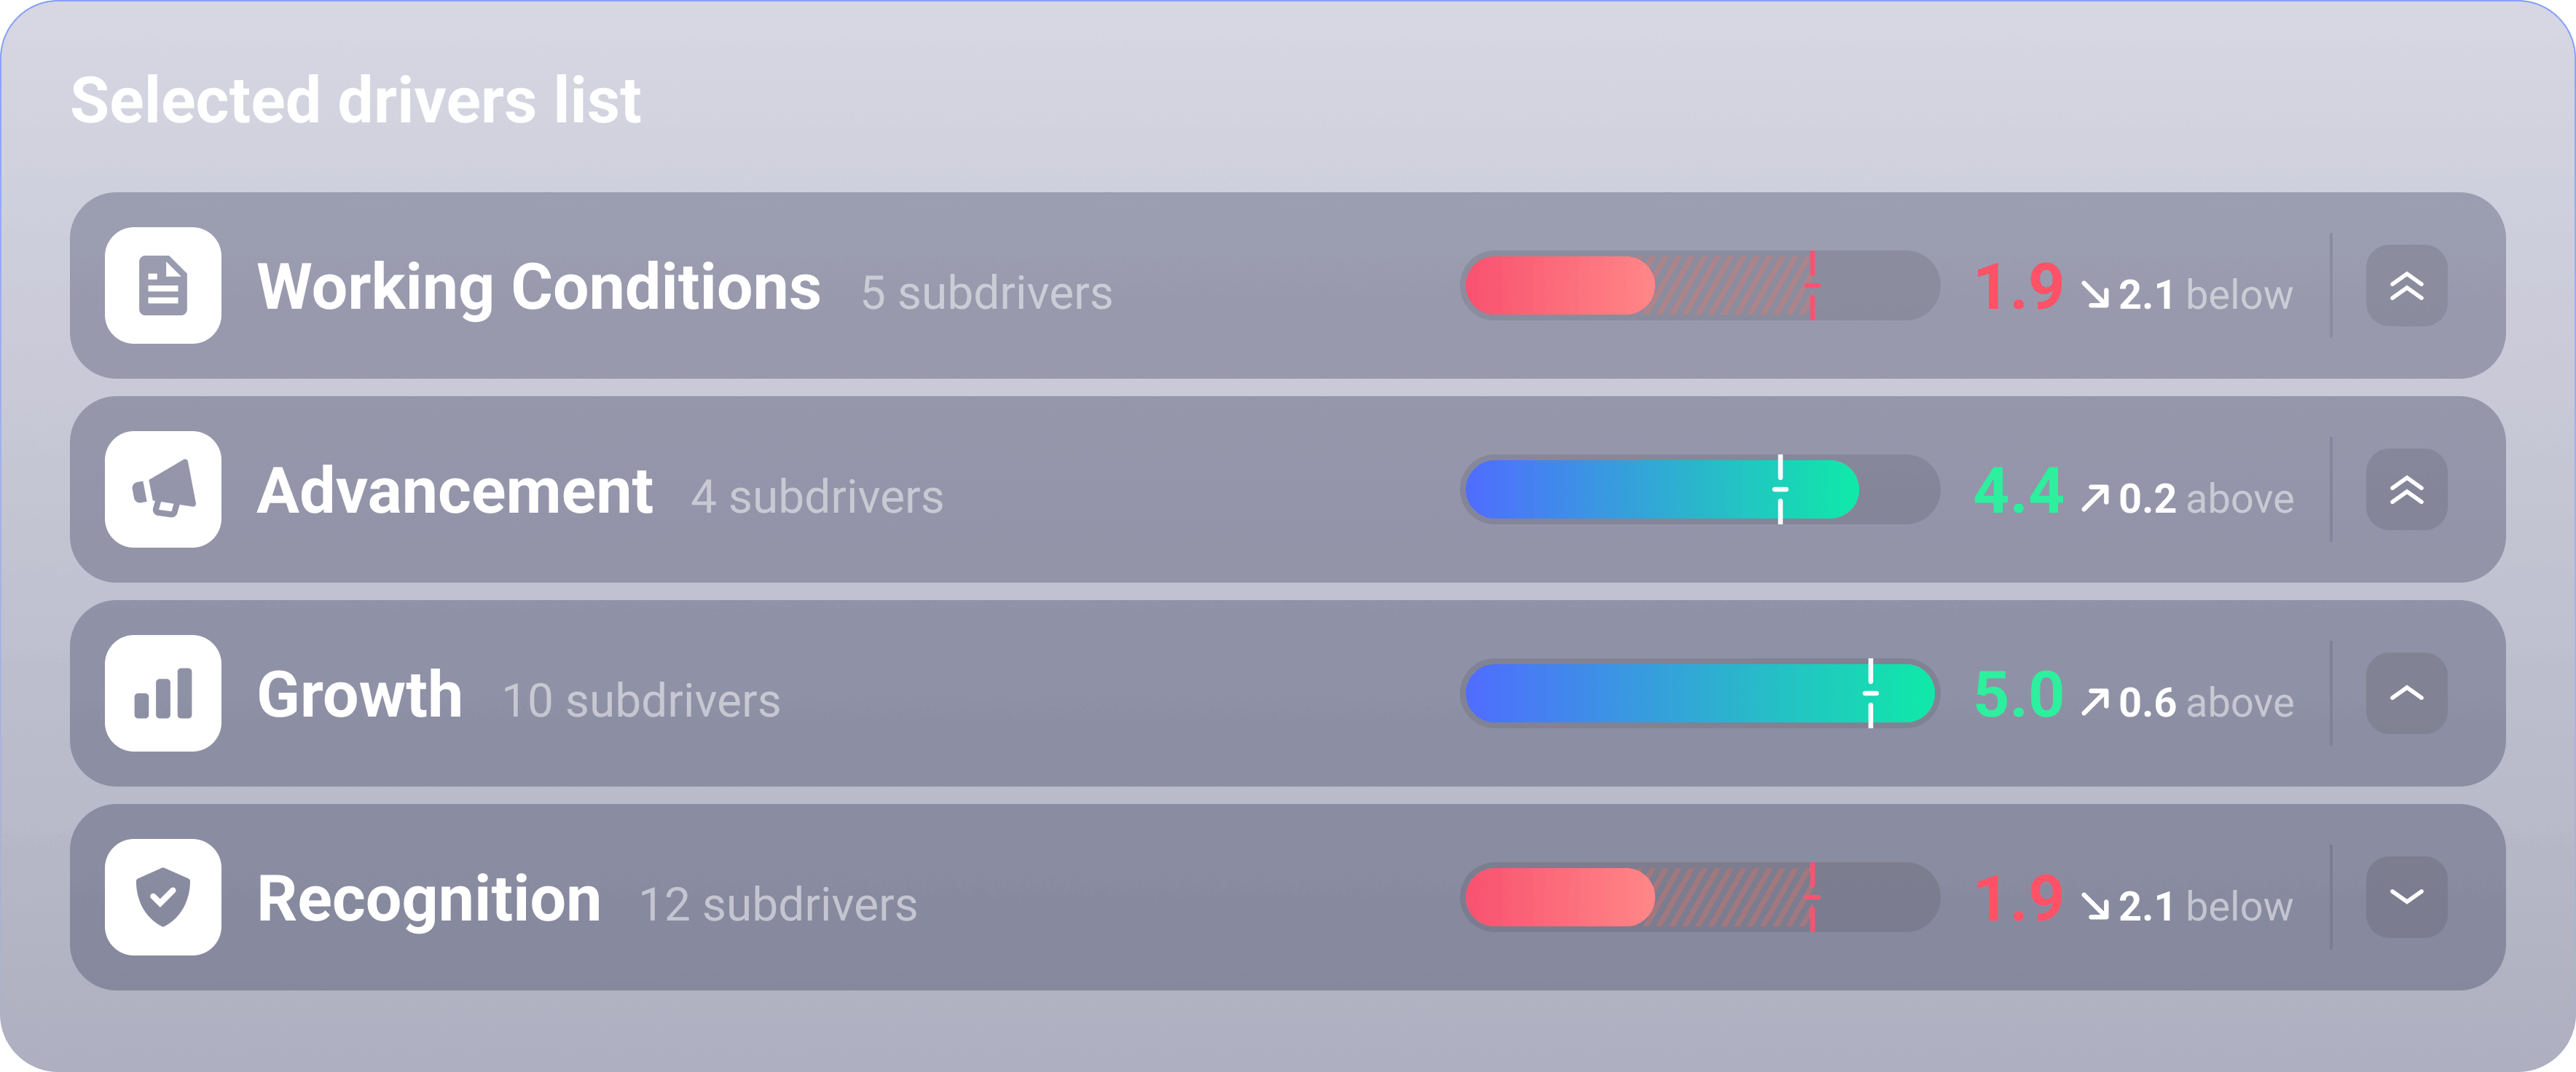 Selected drivers list
Working Conditions 5 subdrivers 1.9 2.1 below
Advancement 4 subdrivers 4.4 0.2 above
Growth 10 subdrivers 5.0 0.6 above
Recognition 12 subdrivers 1.9 2.1 below